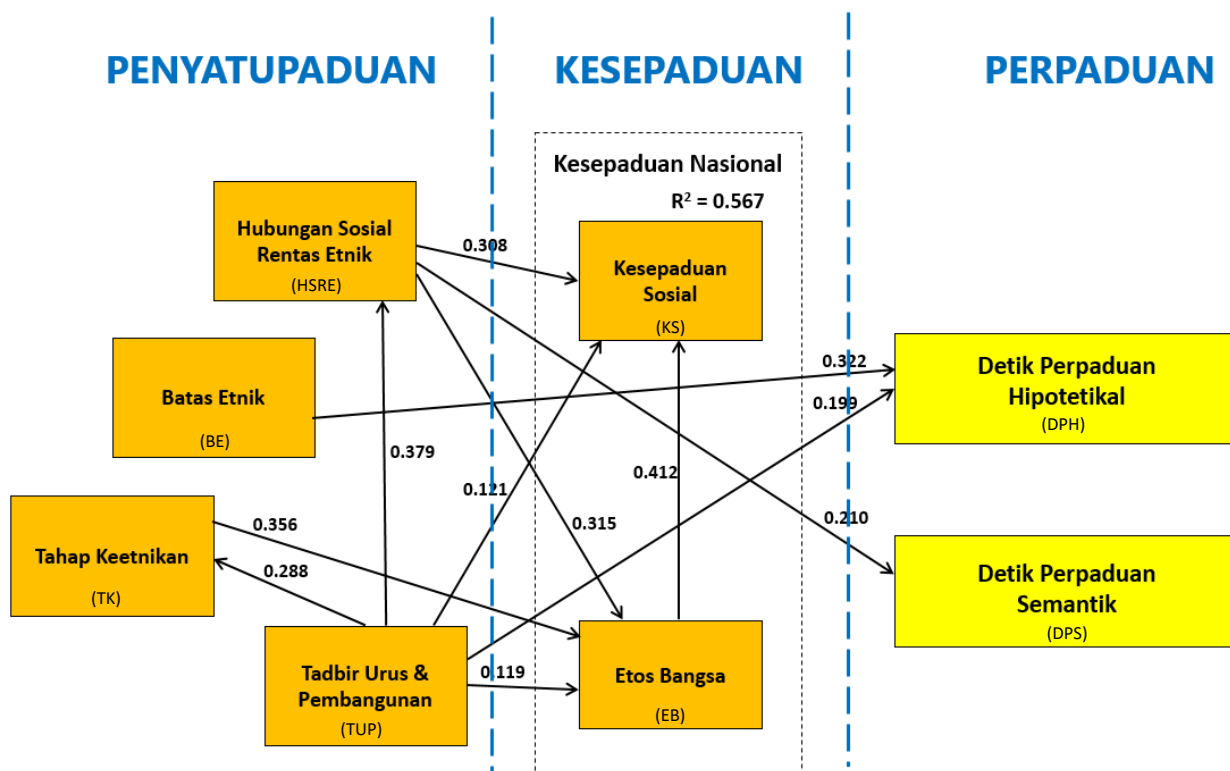 PENYATUPADUAN
KESEPADUAN
PERPADUAN
Kesepaduan Nasional
R² = 0.567
Hubungan Sosial
Rentas Etnik
(HSRE)
0.308
Kesepaduan
Sosial
(KS)
Batas Etnik
(BE)
0.322
Detik Perpaduan
Hipotetikal
(DPH)
0.199
0.379
0.412
0.121
0.356
0.315
0.210
Tahap Keetnikan
(TK)
0.288
Detik Perpaduan
Semantik
(DPS)
Tadbir Urus &
Pembangunan
(TUP)
0.119
Etos Bangsa
(EB)